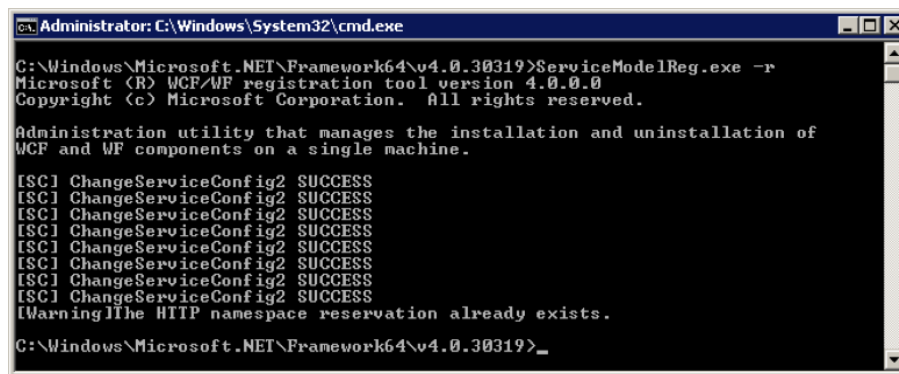 Administrator: C:\Windows\System32\cmd.exe
C:\Windows\Microsoft.NET\Framework64\v4.0.30319>ServiceModelReg.exe -r
Microsoft (R) WCF/WF registration tool version 4.0.0.0
Copyright (c) Microsoft Corporation.  All rights reserved.
Administration utility that manages the installation and uninstallation of
WCF and WF components on a single machine.
[SC] ChangeServiceConfig2 SUCCESS
[SC] ChangeServiceConfig2 SUCCESS
[SC] ChangeServiceConfig2 SUCCESS
[SC] ChangeServiceConfig2 SUCCESS
[SC] ChangeServiceConfig2 SUCCESS
[SC] ChangeServiceConfig2 SUCCESS
[SC] ChangeServiceConfig2 SUCCESS
[SC] ChangeServiceConfig2 SUCCESS
[Warning]The HTTP namespace reservation already exists.
C:\Windows\Microsoft.NET\Framework64\v4.0.30319>_